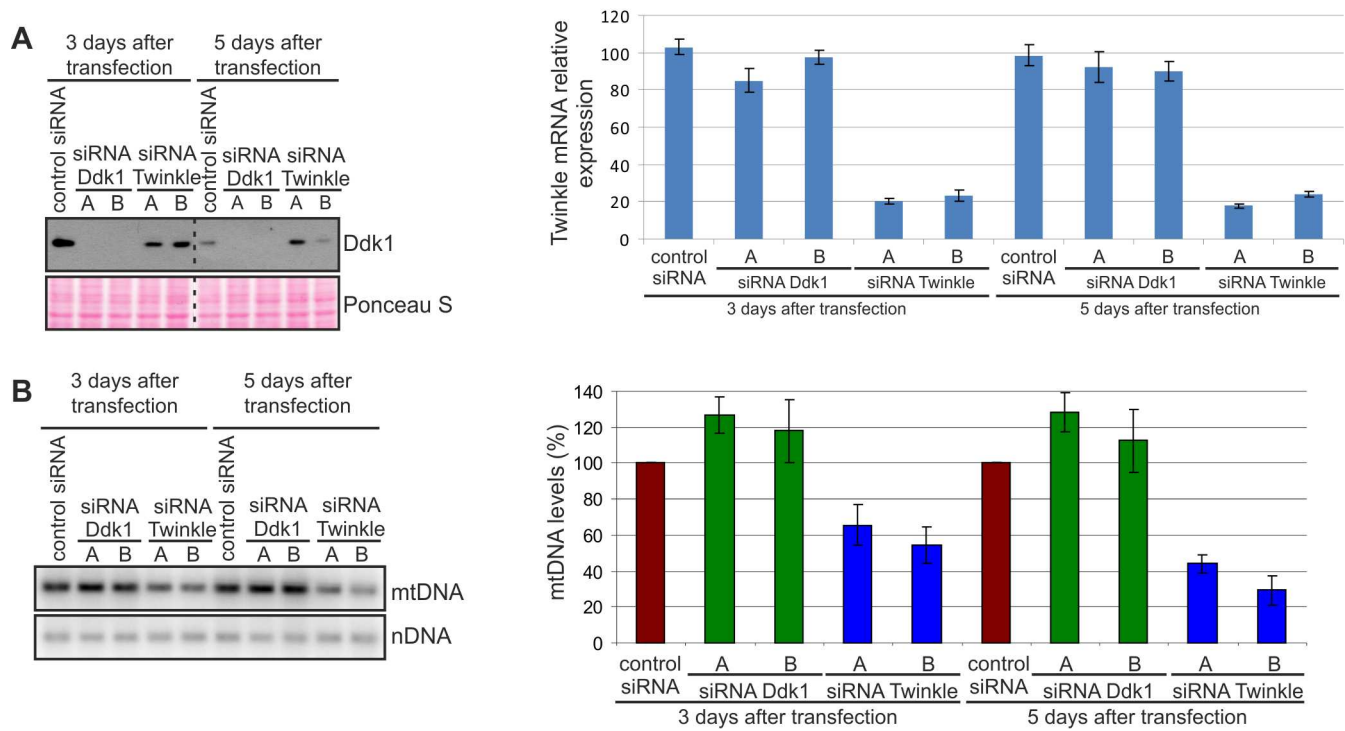 A
3 days after
transfection
5 days after
transfection
control siRNA
siRNA
Ddk1
siRNA
Twinkle
control siRNA
siRNA
Ddk1
siRNA
Twinkle
A B A B A B A B
Ddk1
Ponceau S
Twinkle mRNA relative
expression
120
100
80
60
40
20
0
control
siRNA
A B A B
siRNA Ddk1 siRNA Twinkle
3 days after transfection
control
siRNA
A B A B
siRNA Ddk1 siRNA Twinkle
5 days after transfection
B
3 days after
transfection
5 days after
transfection
control siRNA
siRNA
Ddk1
siRNA
Twinkle
control siRNA
siRNA
Ddk1
siRNA
Twinkle
A B A B A B A B
mtDNA
nDNA
mtDNA levels (%)
140
120
100
80
60
40
20
0
control
siRNA
A B A B
siRNA Ddk1 siRNA Twinkle
3 days after transfection
control
siRNA
A B A B
siRNA Ddk1 siRNA Twinkle
5 days after transfection